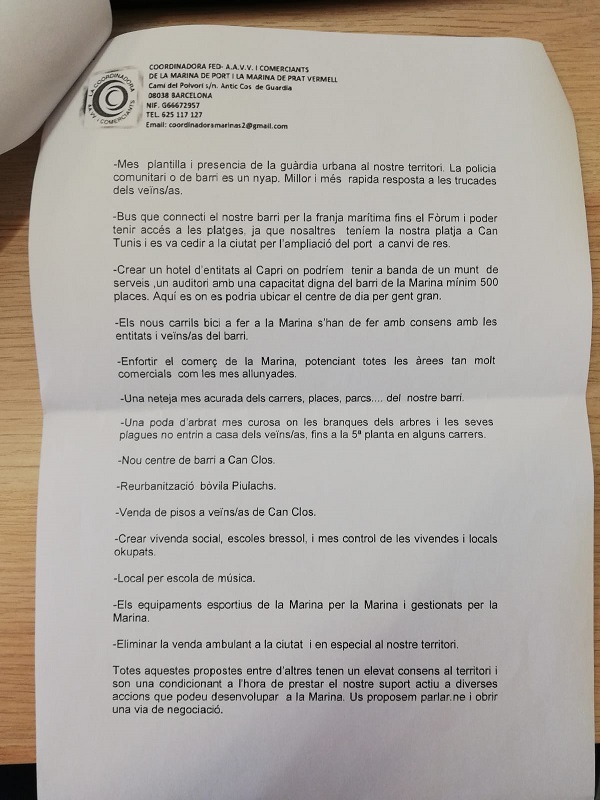 COORDINADORA FED- A.A.V.V. I COMERCIANTS
DE LA MARINA DE PORT I LA MARINA DE PRAT VERMELL
Camí del Polvorí s/n. Antic Cos de Guardia
08038 BARCELONA
NIF. G66672957
TEL. 625 117 127
Email: coordinadoramarinas2@gmail.com
LA COORDINADORA
AA.VV. I COMERCIANTS
-Mes plantilla i presencia de la guàrdia urbana al nostre territori. La policia
comunitari o de barri es un nyap. Millor i més rapida resposta a les trucades
dels veïns/as.
-Bus que connecti el nostre barri per la franja marítima fins el Fòrum i poder
tenir accés a les platges, ja que nosaltres teníem la nostra platja a Can
Tunis i es va cedir a la ciutat per l'ampliació del port a canvi de res.
-Crear un hotel d'entitats al Capri on podríem tenir a banda de un munt de
serveis ,un auditori amb una capacitat digna del barri de la Marina mínim 500
places. Aquí es on es podria ubicar el centre de dia per gent gran.
-Els nous carrils bici a fer a la Marina s'han de fer amb consens amb les
entitats i veïns/as del barri.
-Enfortir el comerç de la Marina, potenciant totes les àrees tan molt
comercials com les mes allunyades.
-Una neteja mes acurada dels carrers, places, parcs.... del nostre barri.
-Una poda d'arbrat mes curosa on les branques dels arbres i les seves
plagues no entrin a casa dels veïns/as, fins a la 5ª planta en alguns carrers.
-Nou centre de barri a Can Clos.
-Reurbanització bòvila Piulachs.
-Venda de pisos a veïns/as de Can Clos.
-Crear vivenda social, escoles bressol, i mes control de les vivendes i locals
okupats.
-Local per escola de música.
-Els equipaments esportius de la Marina per la Marina i gestionats per la
Marina.
-Eliminar la venda ambulant a la ciutat i en especial al nostre territori.
Totes aquestes propostes entre d'altres tenen un elevat consens al territori i
son una condicionant a l'hora de prestar el nostre suport actiu a diverses
accions que podeu desenvolupar a la Marina. Us proposem parlar.ne i obrir
una via de negociació.